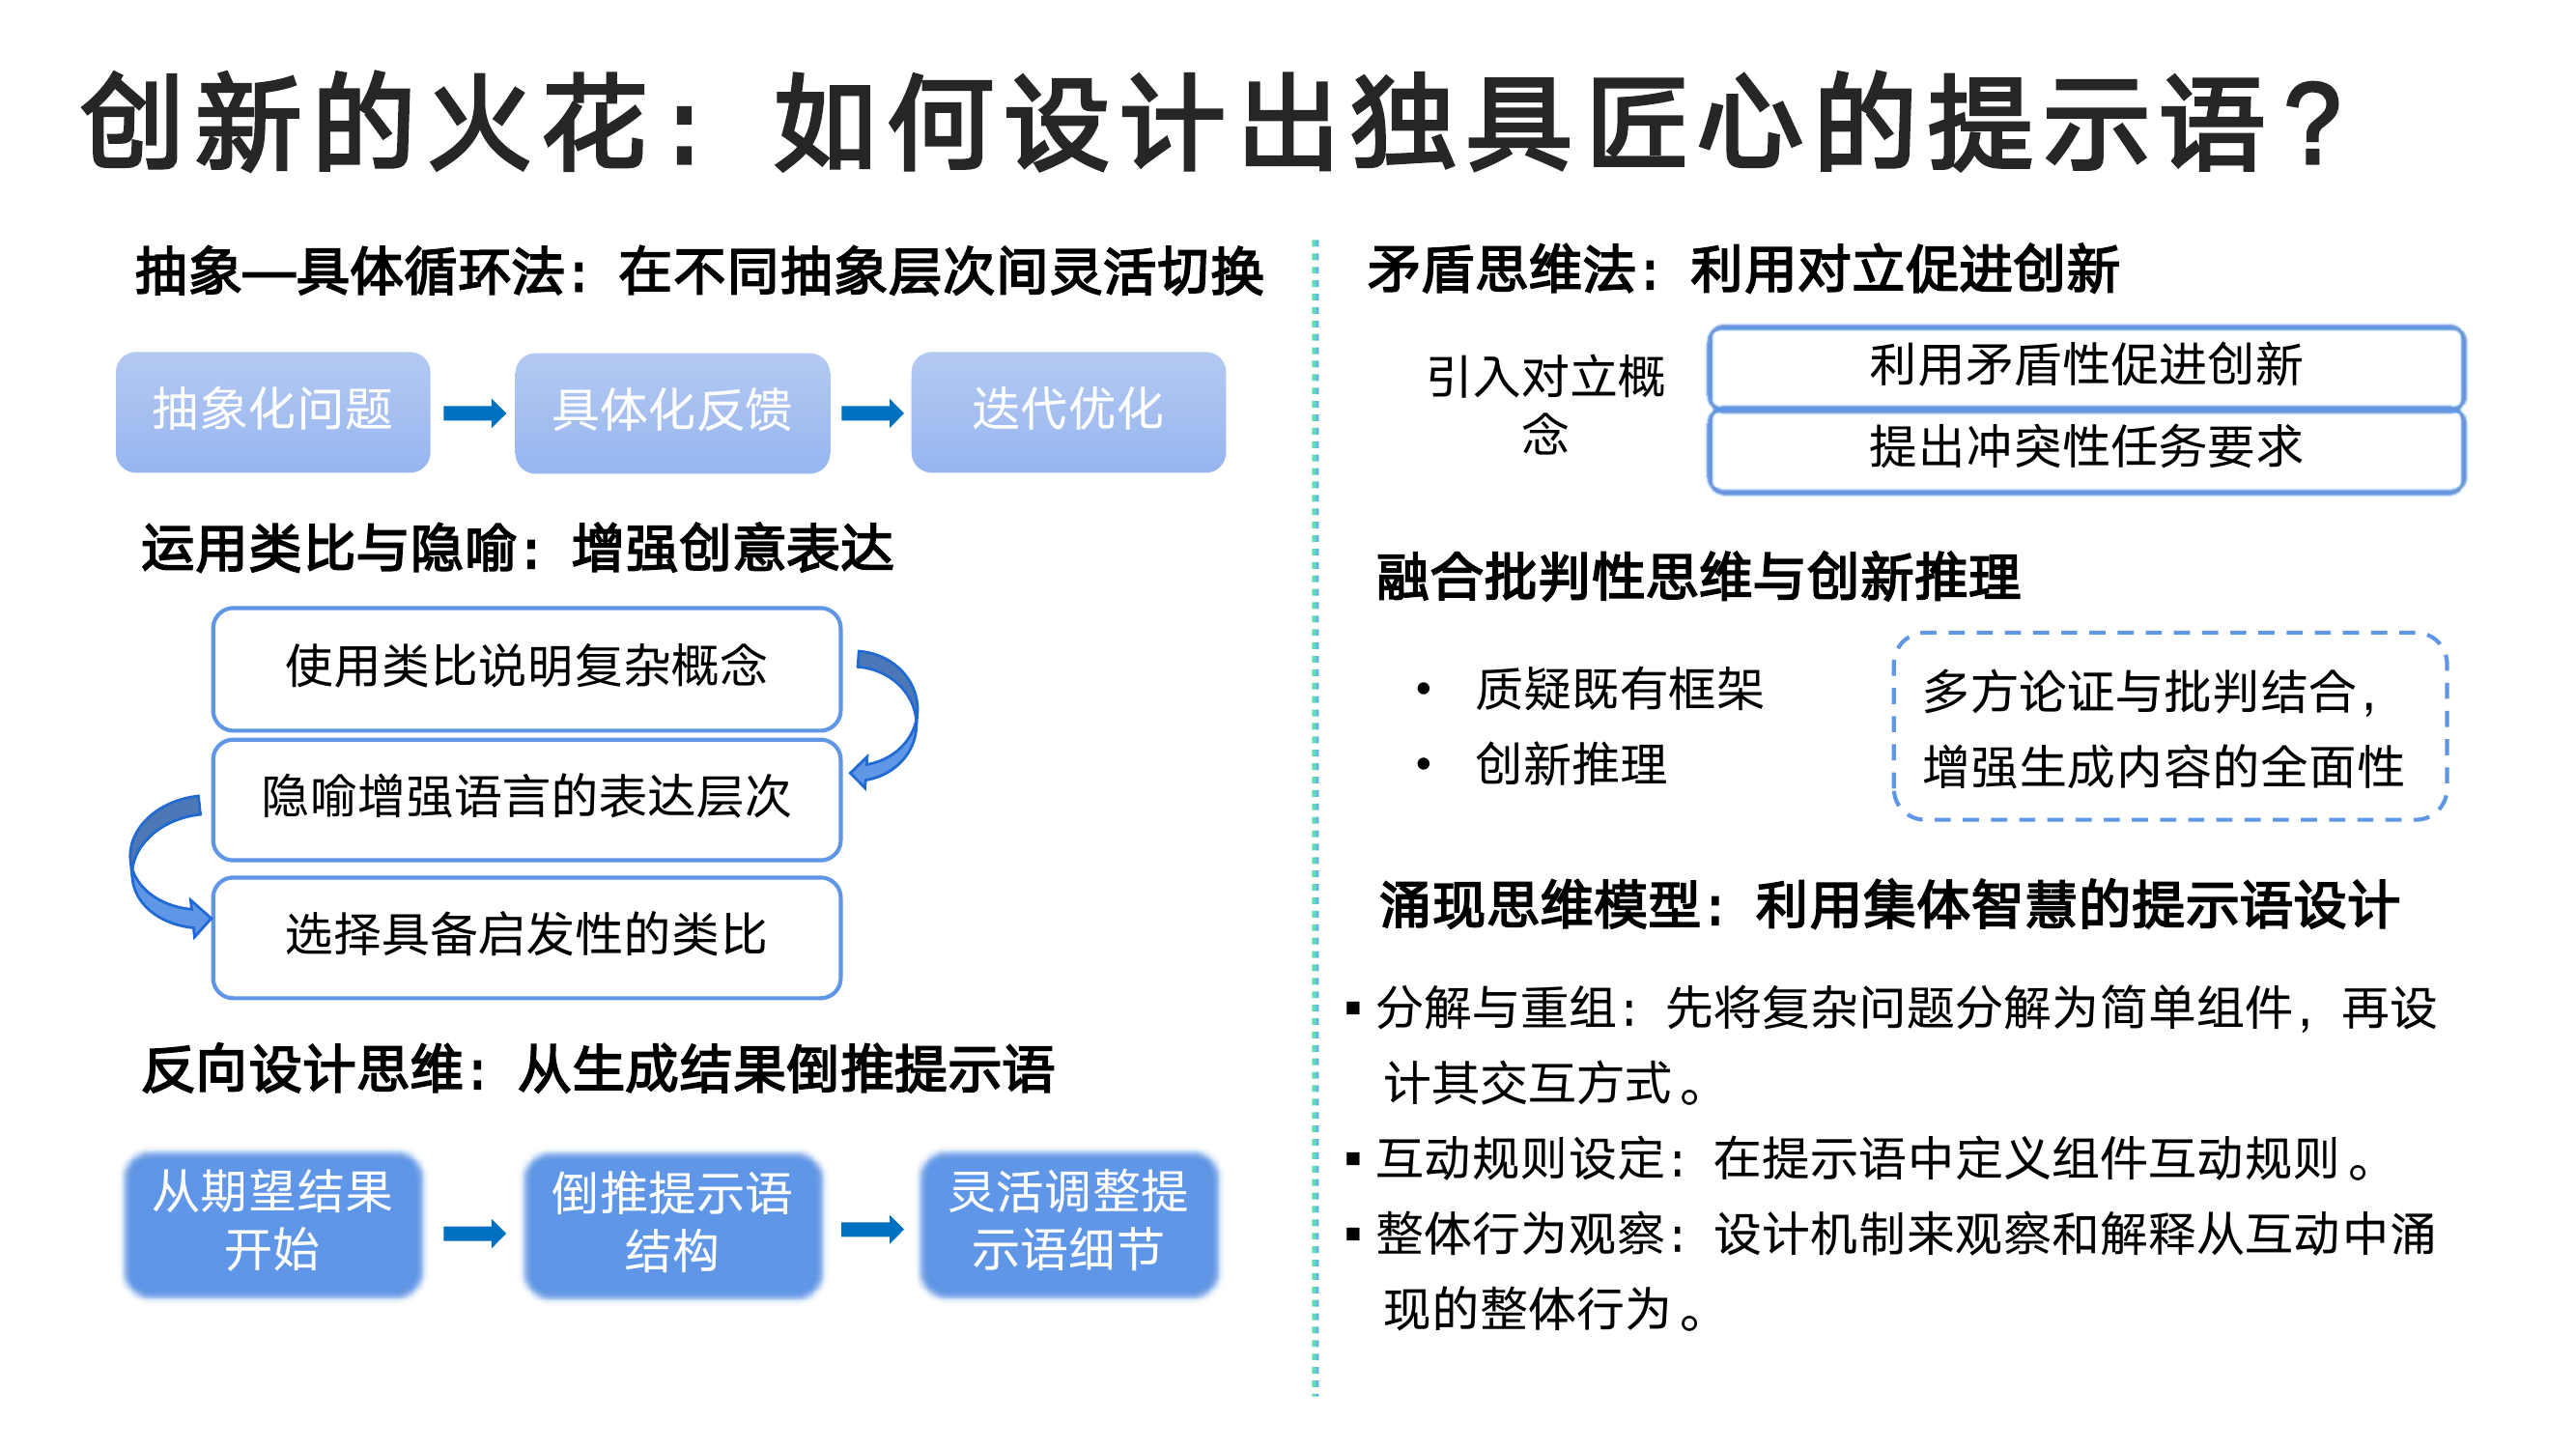 创新的火花：如何设计出独具匠心的提示语？
抽象—具体循环法：在不同抽象层次间灵活切换
抽象化问题
具体化反馈
迭代优化
运用类比与隐喻：增强创意表达
使用类比说明复杂概念
隐喻增强语言的表达层次
选择具备启发性的类比
反向设计思维：从生成结果倒推提示语
从期望结果
开始
倒推提示语
结构
灵活调整提
示语细节
矛盾思维法：利用对立促进创新
引入对立概
念
利用矛盾性促进创新
提出冲突性任务要求
融合批判性思维与创新推理
• 质疑既有框架
• 创新推理
多方论证与批判结合，
增强生成内容的全面性
涌现思维模型：利用集体智慧的提示语设计
▪ 分解与重组：先将复杂问题分解为简单组件，再设
计其交互方式。
▪ 互动规则设定：在提示语中定义组件互动规则。
▪ 整体行为观察：设计机制来观察和解释从互动中涌
现的整体行为。